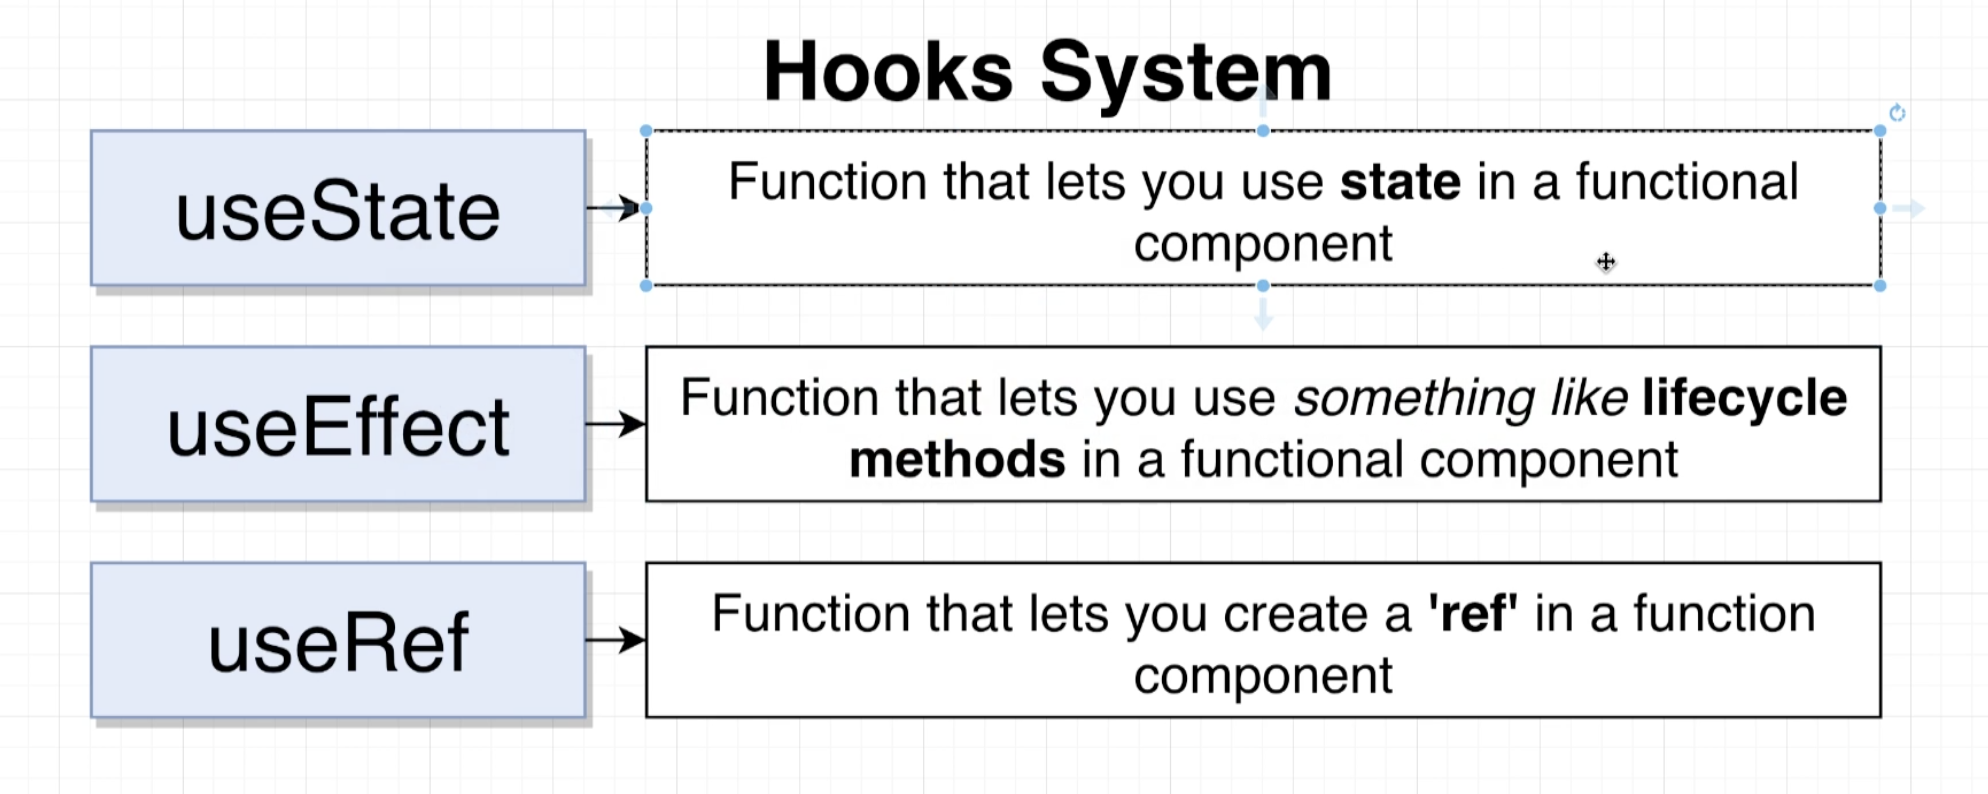 Hooks System
useState
Function that lets you use state in a functional
component
useEffect
Function that lets you use something like lifecycle
methods in a functional component
useRef
Function that lets you create a 'ref' in a function
component